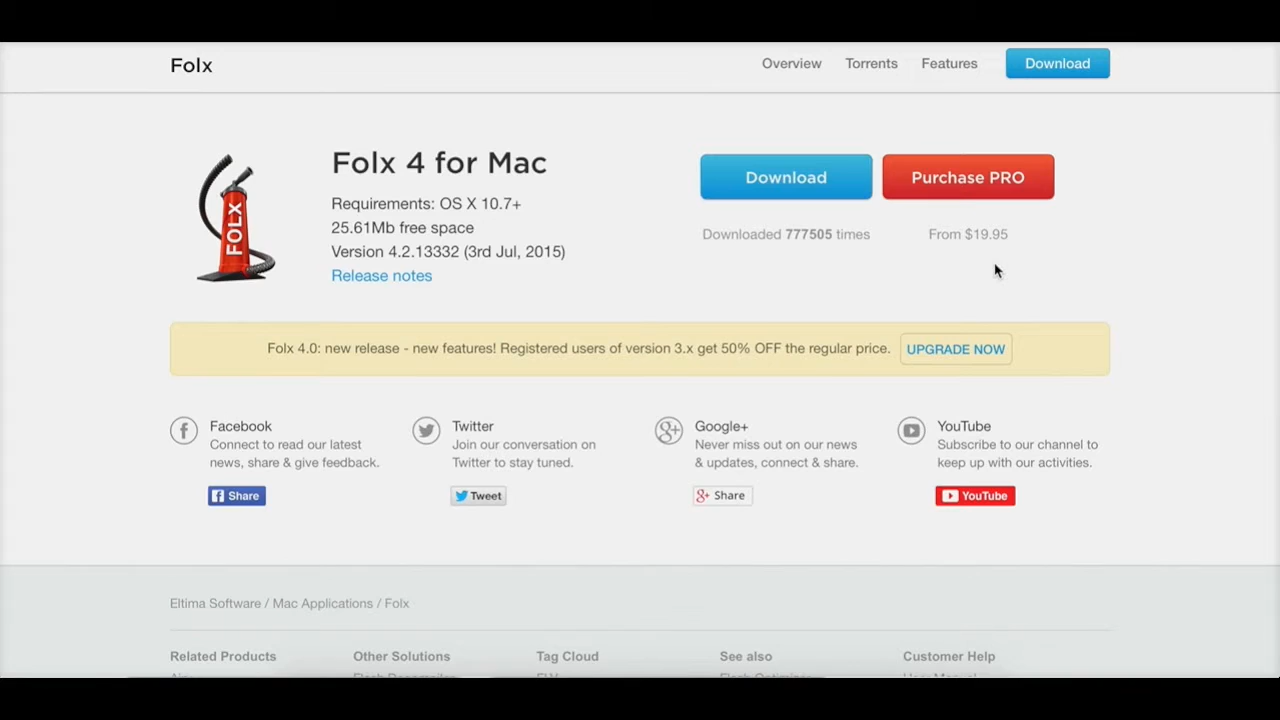 Folx
Overview
Torrents
Features
Download
FOLX
Folx 4 for Mac
Requirements: OS X 10.7+
25.61Mb free space
Version 4.2.13332 (3rd Jul, 2015)
Release notes
Download
Purchase PRO
Downloaded 777505 times
From $19.95
Folx 4.0: new release - new features! Registered users of version 3.x get 50% OFF the regular price.
UPGRADE NOW
Facebook
Connect to read our latest
news, share & give feedback.
Share
Twitter
Join our conversation on
Twitter to stay tuned.
Tweet
Google+
Never miss out on our news
& updates, connect & share.
Share
YouTube
Subscribe to our channel to
keep up with our activities.
YouTube
Eltima Software / Mac Applications / Folx
Related Products
Other Solutions
Tag Cloud
See also
Customer Help